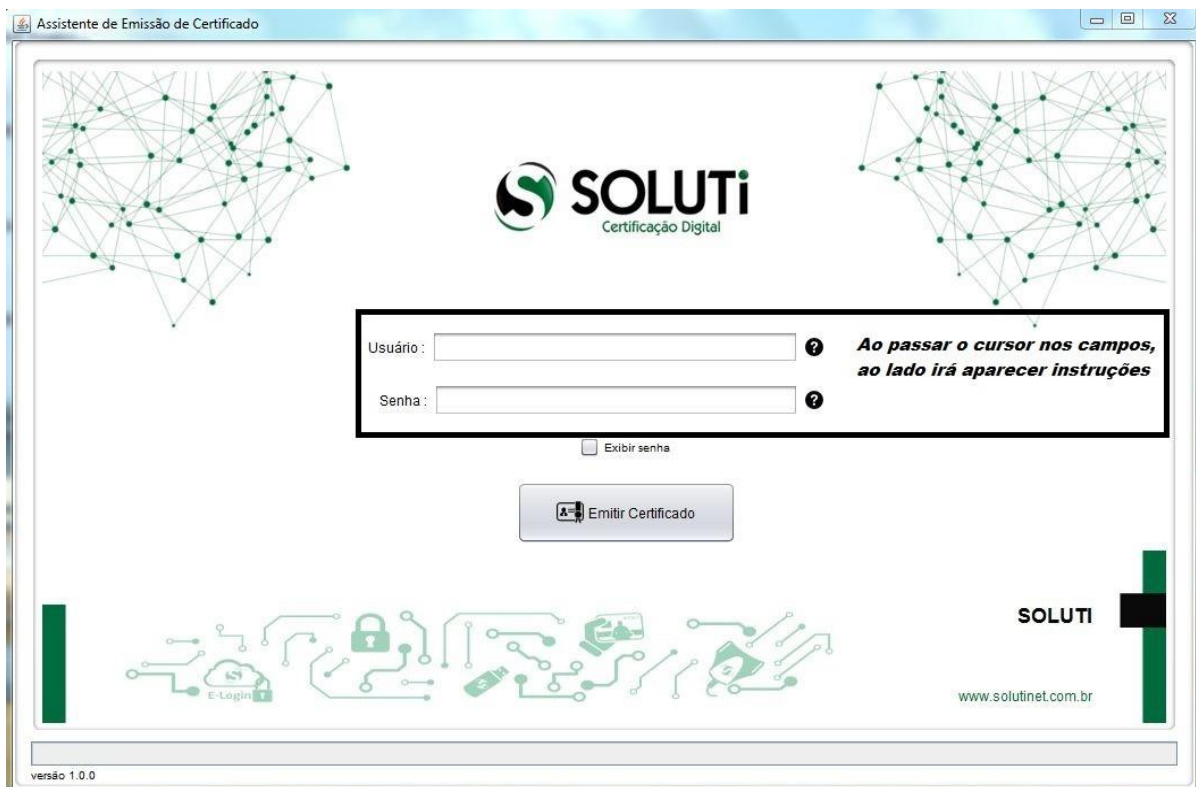 Assistente de Emissão de Certificado
SOLUTi
Certificação Digital
Usuário :
Ao passar o cursor nos campos,
ao lado irá aparecer instruções
Senha :
Exibir senha
Emitir Certificado
E-Login
SOLUTI
www.solutinet.com.br
versão 1.0.0